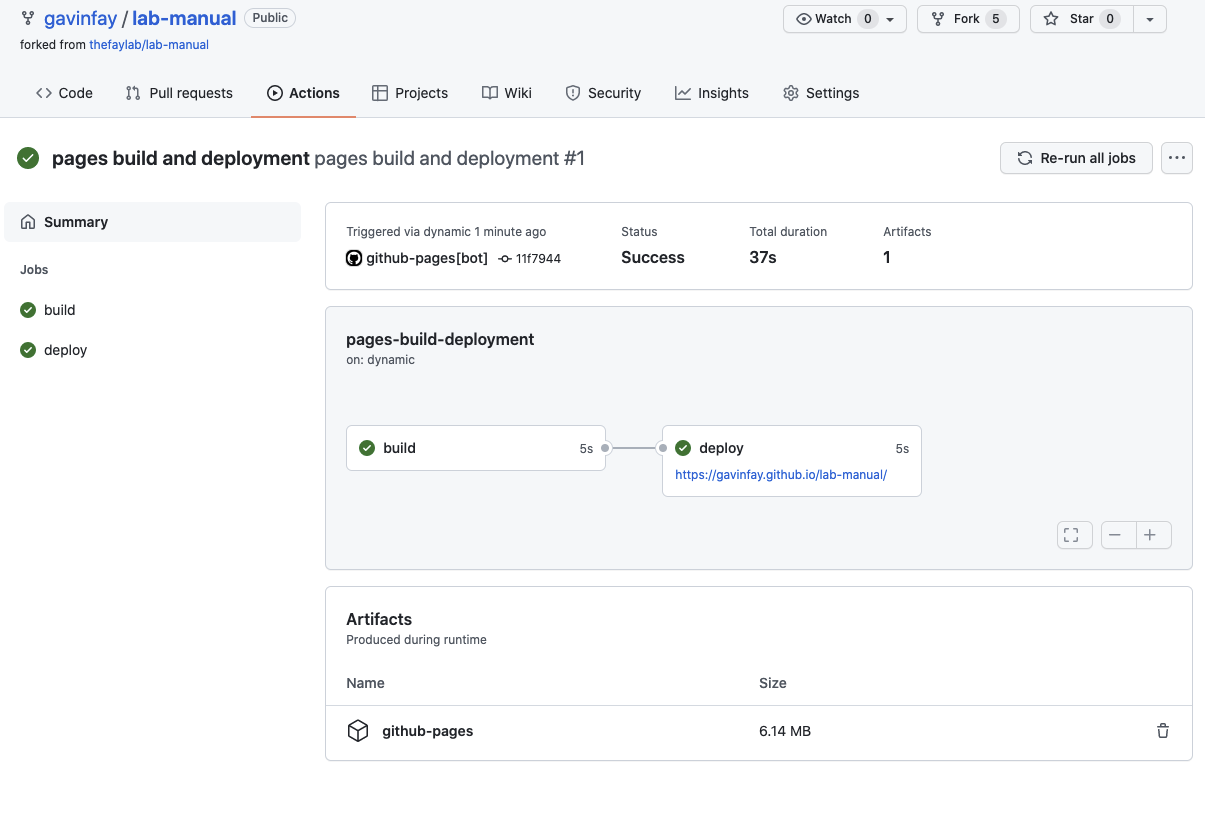 gavinfay / lab-manual Public
Watch 0 Fork 5 Star 0
forked from thefaylab/lab-manual
Code Pull requests Actions Projects Wiki Security Insights Settings
pages build and deployment pages build and deployment #1
Re-run all jobs
Summary
Jobs
build
deploy
Triggered via dynamic 1 minute ago Status Total duration Artifacts
github-pages[bot] 11f7944 Success 37s 1
pages-build-deployment
on: dynamic
build 5s deploy 5s
https://gavinfay.github.io/lab-manual/
Artifacts
Produced during runtime
Name Size
github-pages 6.14 MB